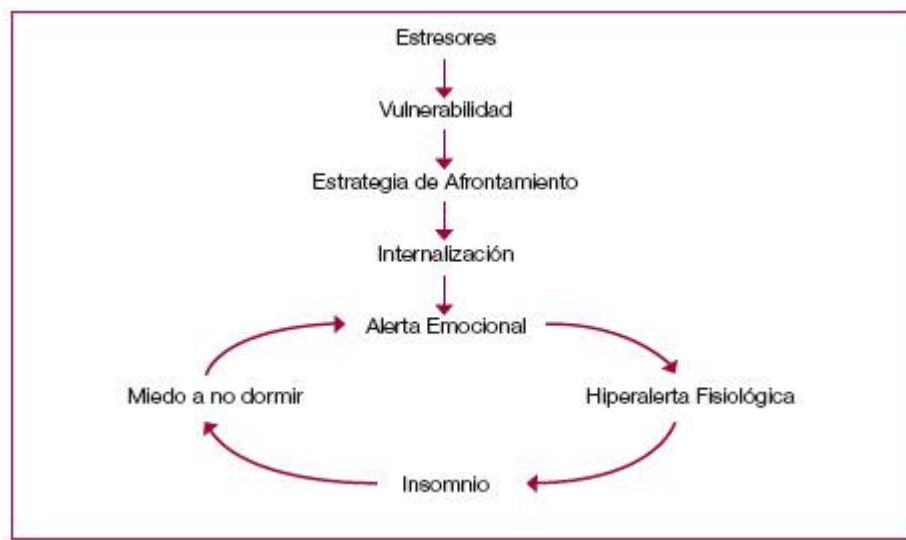 Estresores
Vulnerabilidad
Estrategia de Afrontamiento
Internalización
Alerta Emocional
Miedo a no dormir
Hiperalerta Fisiológica
Insomnio